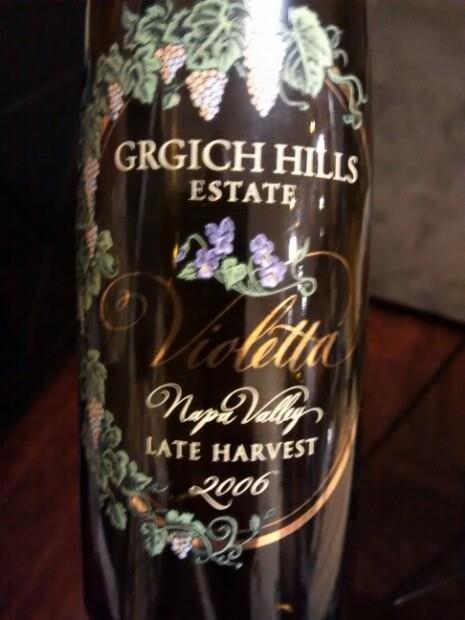 GRGICH HILLS
ESTATE
Violetta
Napa Valley
LATE HARVEST
2006